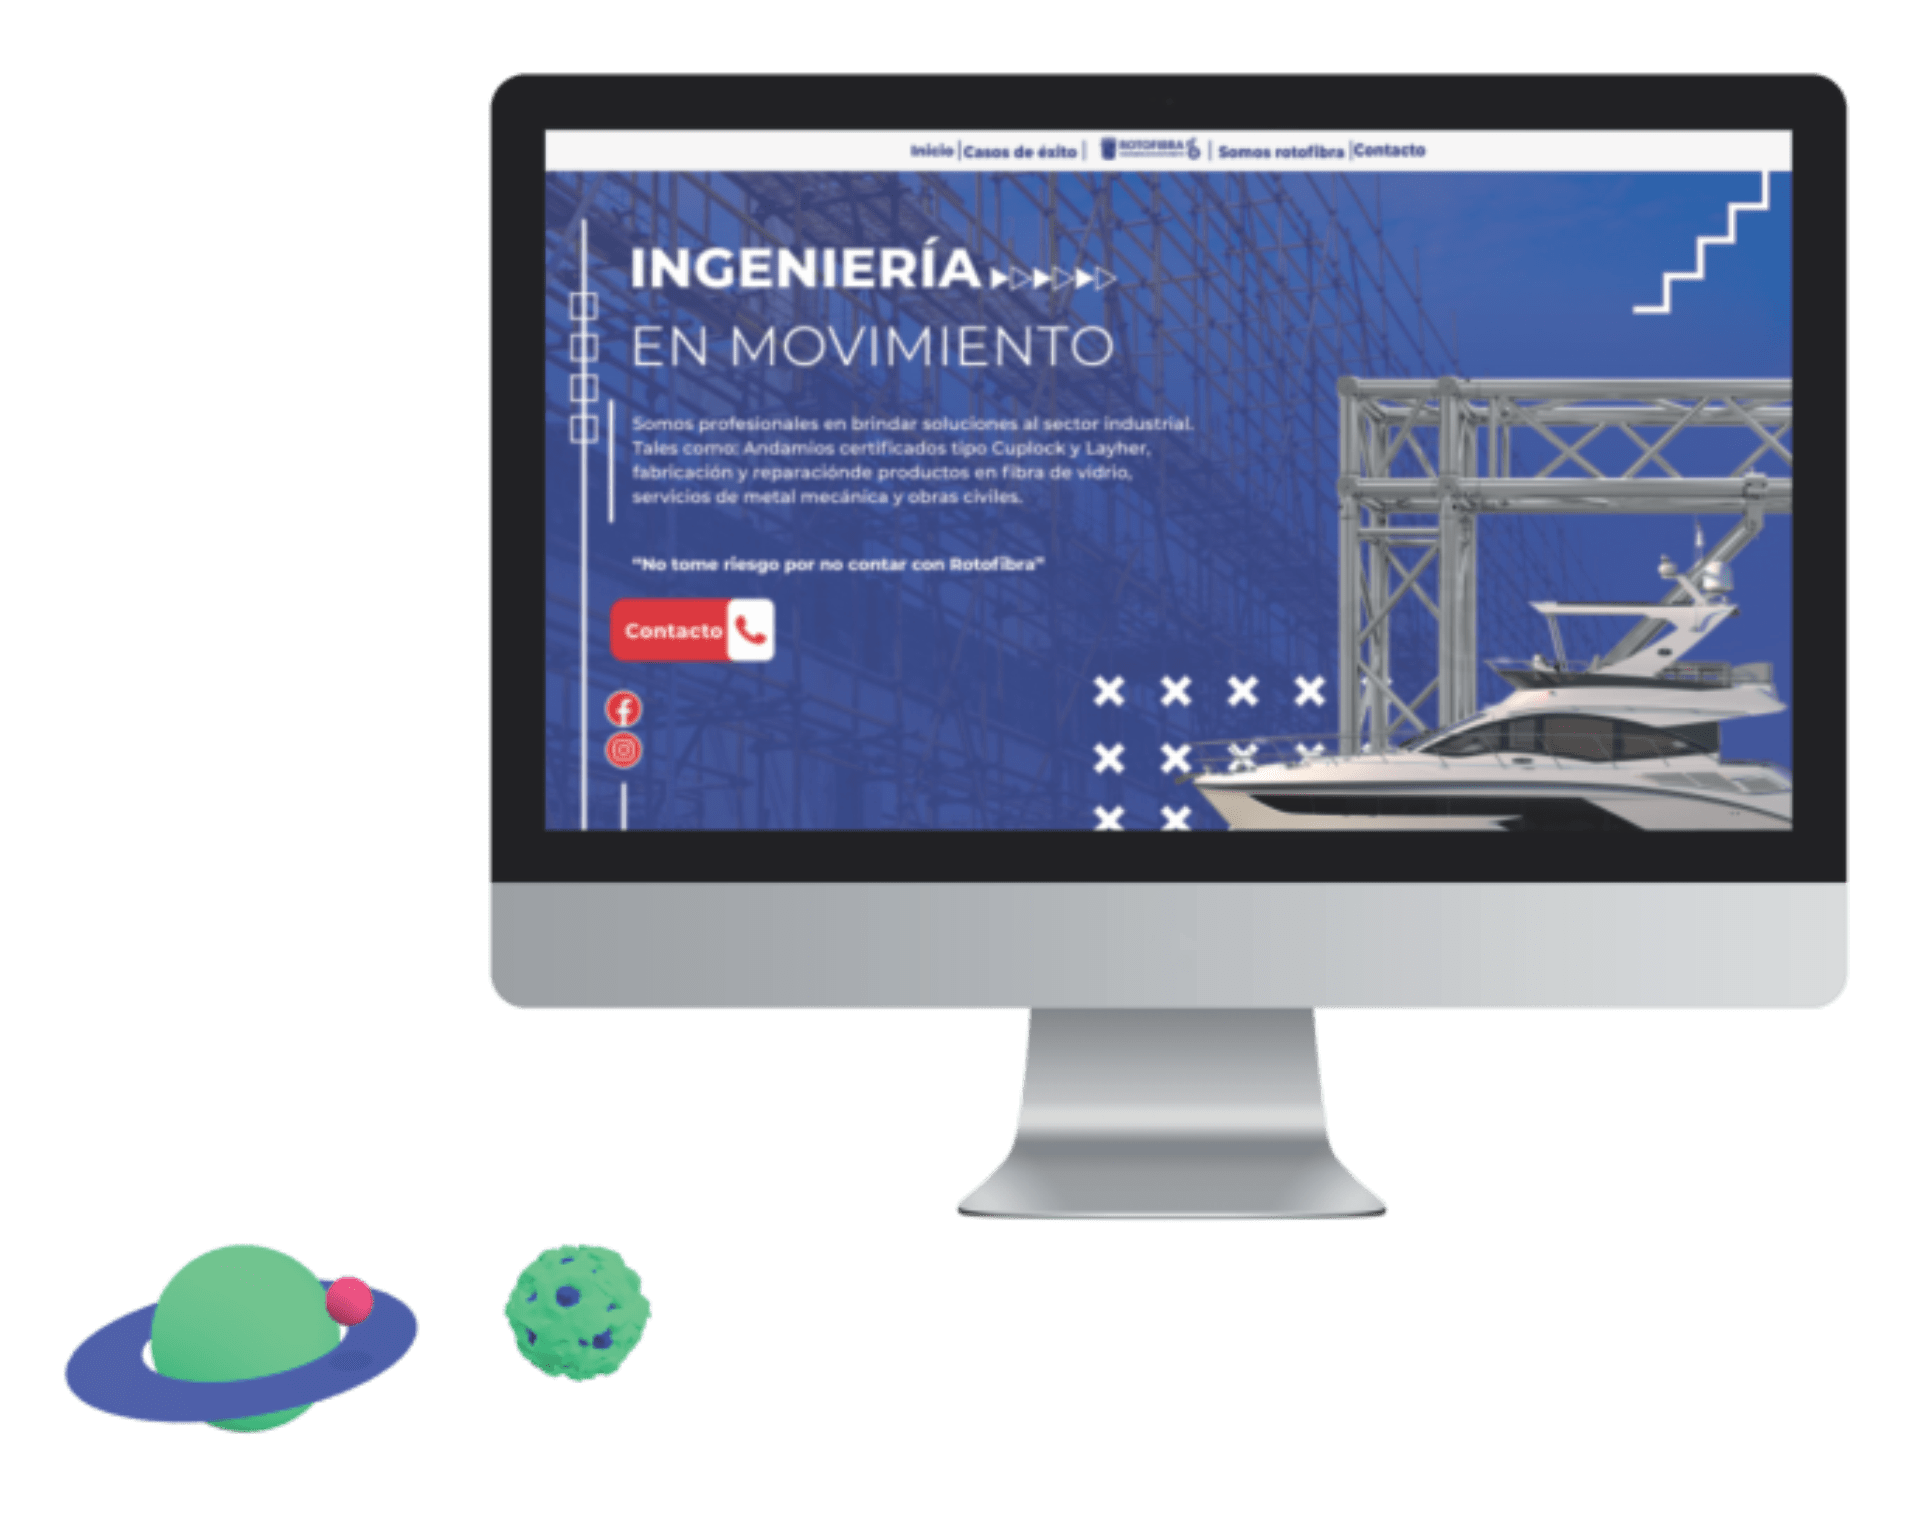 Inicio | Casos de éxito | ROTOFIBRA | Somos rotofibra | Contacto
INGENIERÍA
EN MOVIMIENTO
Somos profesionales en brindar soluciones al sector industrial.
Tales como: Andamios certificados tipo Cuplock y Layher,
fabricación y reparaciónde productos en fibra de vidrio,
servicios de metal mecánica y obras civiles.
"No tome riesgo por no contar con Rotofibra"
Contacto